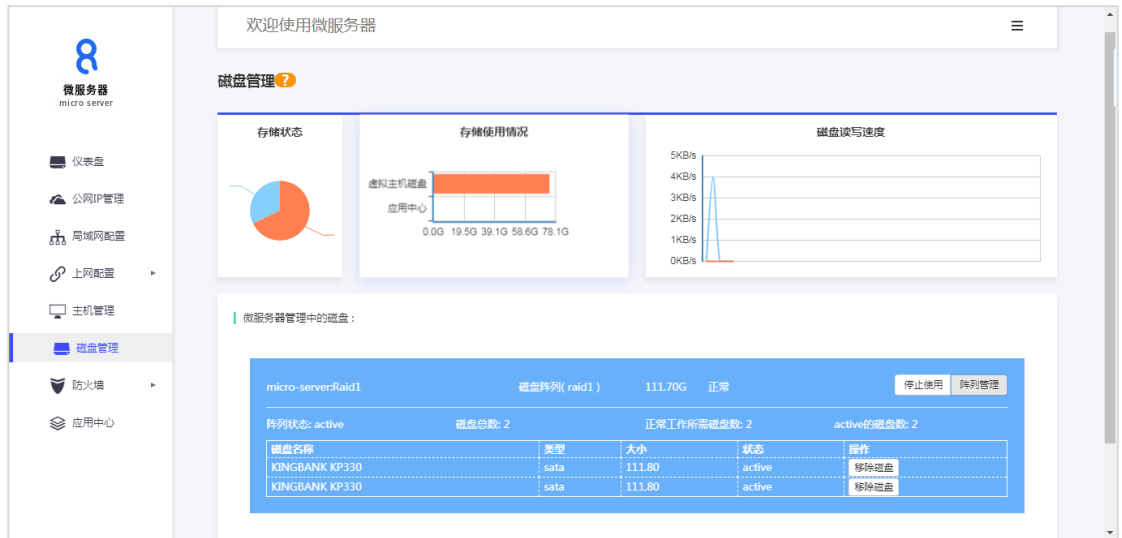 欢迎使用微服务器
微服务器
micro server
仪表盘
公网IP管理
局域网配置
上网配置
主机管理
磁盘管理
防火墙
应用中心
磁盘管理?
存储状态
存储使用情况
虚拟主机磁盘
应用中心
0.0G 19.5G 39.1G 58.6G 78.1G
磁盘读写速度
5KB/s
4KB/s
3KB/s
2KB/s
1KB/s
0KB/s
微服务器管理中的磁盘:
micro-server:Raid1 磁盘阵列( raid1 ) 111.70G 正常 停止使用 阵列管理
阵列状态: active 磁盘总数: 2 正常工作所需磁盘数: 2 active的磁盘数: 2
磁盘名称 类型 大小 状态 操作
KINGBANK KP330 sata 111.80 active 移除磁盘
KINGBANK KP330 sata 111.80 active 移除磁盘